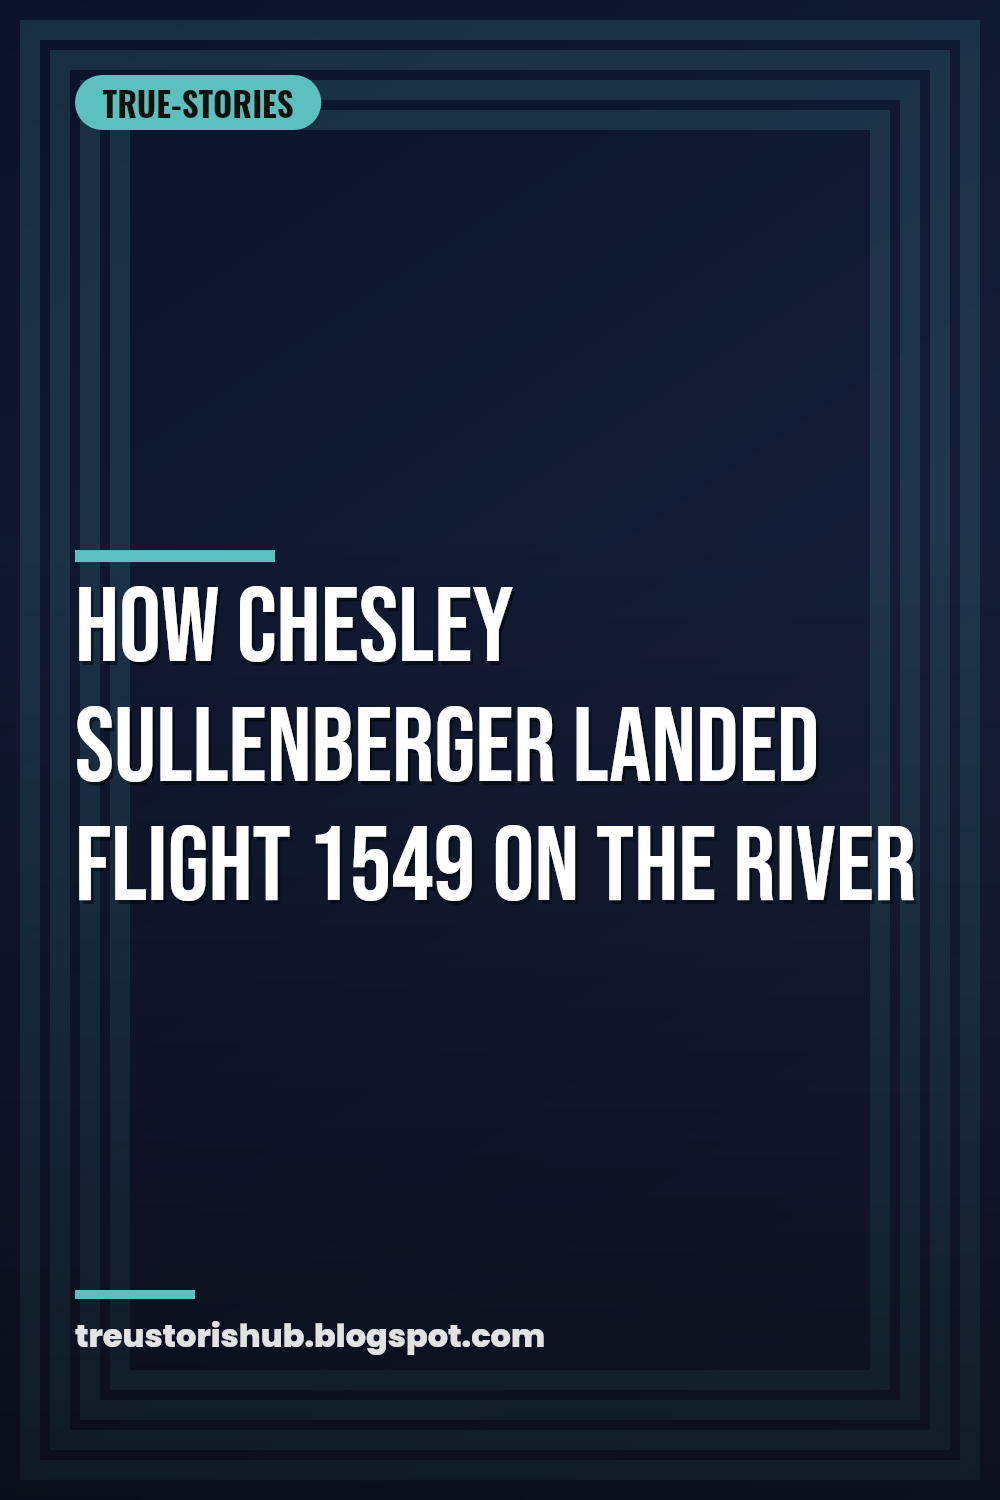 TRUE-STORIES
HOW CHESLEY
SULLENBERGER LANDED
FLIGHT 1549 ON THE RIVER
treustorishub.blogspot.com